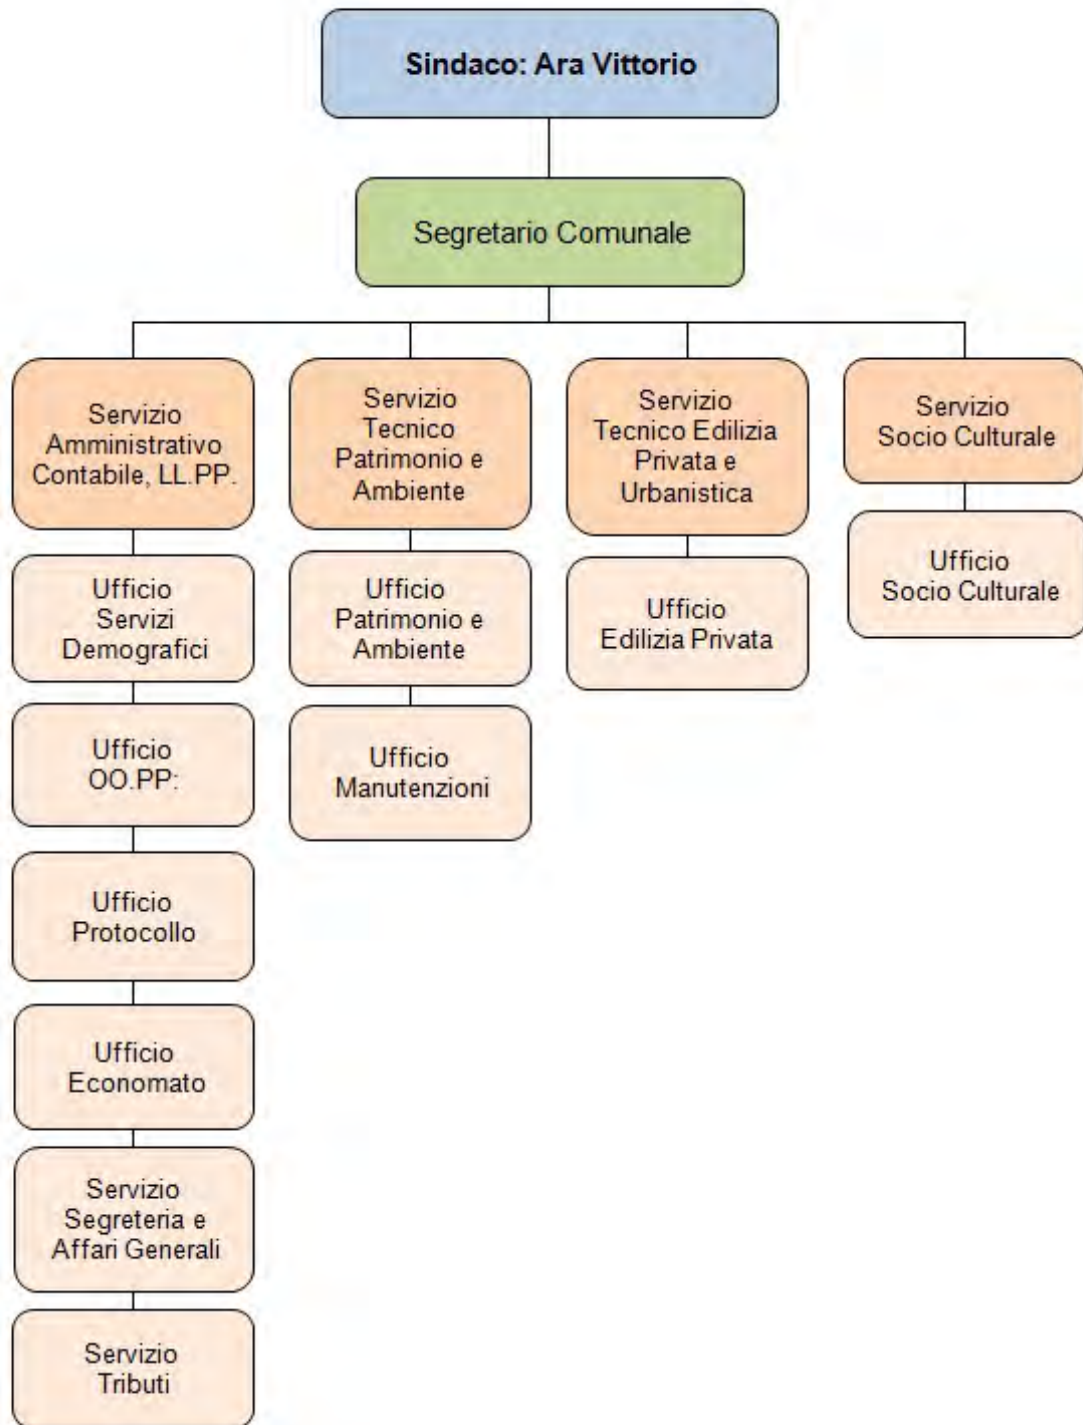 Sindaco: Ara Vittorio
Segretario Comunale
Servizio
Amministrativo
Contabile, LL.PP.
Servizio
Tecnico
Patrimonio e
Ambiente
Servizio
Tecnico Edilizia
Privata e
Urbanistica
Servizio
Socio Culturale
Ufficio
Servizi
Demografici
Ufficio
Patrimonio e
Ambiente
Ufficio
Edilizia Privata
Ufficio
Socio Culturale
Ufficio
OO.PP:
Ufficio
Manutenzioni
Ufficio
Protocollo
Ufficio
Economato
Servizio
Segreteria e
Affari Generali
Servizio
Tributi